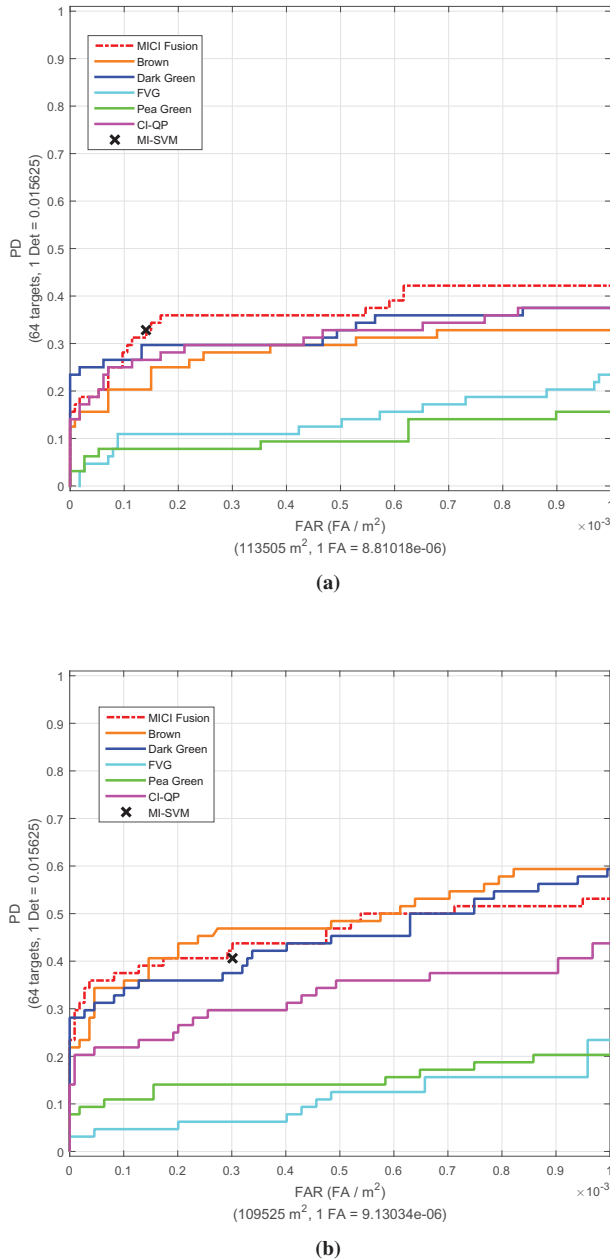 1
0.9
0.8
0.7
0.6
0.5
0.4
0.3
0.2
0.1
0
PD
(64 targets, 1 Det = 0.015625)
MICI Fusion
Brown
Dark Green
FVG
Pea Green
CI-QP
MI-SVM
0 0.1 0.2 0.3 0.4 0.5 0.6 0.7 0.8 0.9 1
FAR (FA / m²)
×10⁻³
(113505 m², 1 FA = 8.81018e-06)
(a)
1
0.9
0.8
0.7
0.6
0.5
0.4
0.3
0.2
0.1
0
PD
(64 targets, 1 Det = 0.015625)
MICI Fusion
Brown
Dark Green
FVG
Pea Green
CI-QP
MI-SVM
0 0.1 0.2 0.3 0.4 0.5 0.6 0.7 0.8 0.9 1
FAR (FA / m²)
×10⁻³
(109525 m², 1 FA = 9.13034e-06)
(b)